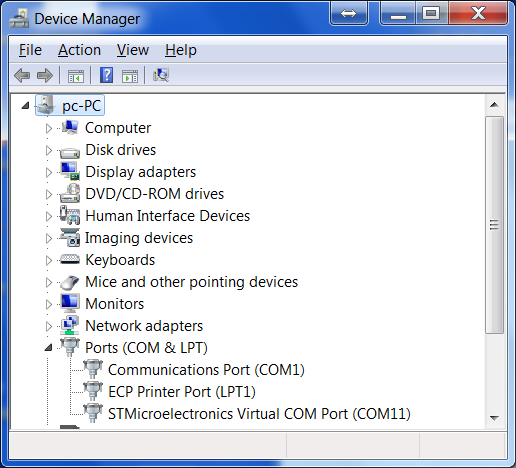 Device Manager
File Action View Help
pc-PC
Computer
Disk drives
Display adapters
DVD/CD-ROM drives
Human Interface Devices
Imaging devices
Keyboards
Mice and other pointing devices
Monitors
Network adapters
Ports (COM & LPT)
Communications Port (COM1)
ECP Printer Port (LPT1)
STMicroelectronics Virtual COM Port (COM11)